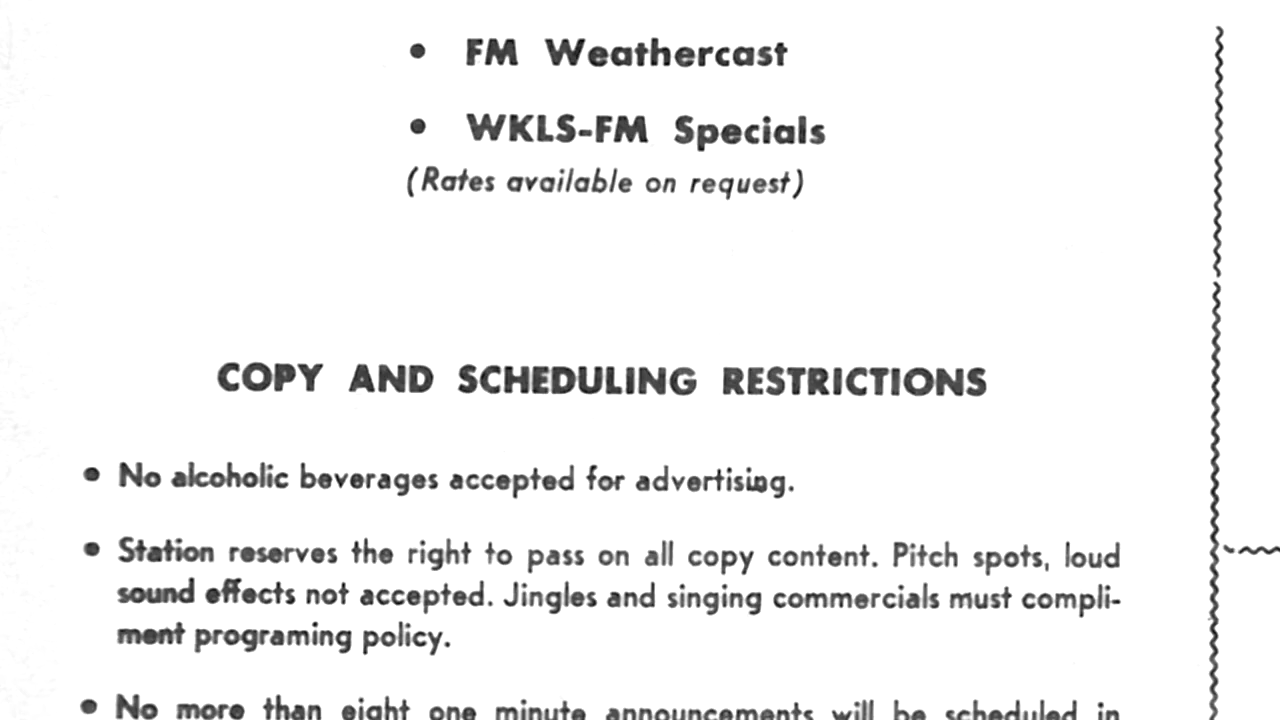 • FM Weathercast
• WKLS-FM Specials
(Rates available on request)
COPY AND SCHEDULING RESTRICTIONS
• No alcoholic beverages accepted for advertising.
• Station reserves the right to pass on all copy content. Pitch spots, loud
sound effects not accepted. Jingles and singing commercials must compli-
ment programing policy.
• No more than eight one minute announcements will be scheduled in